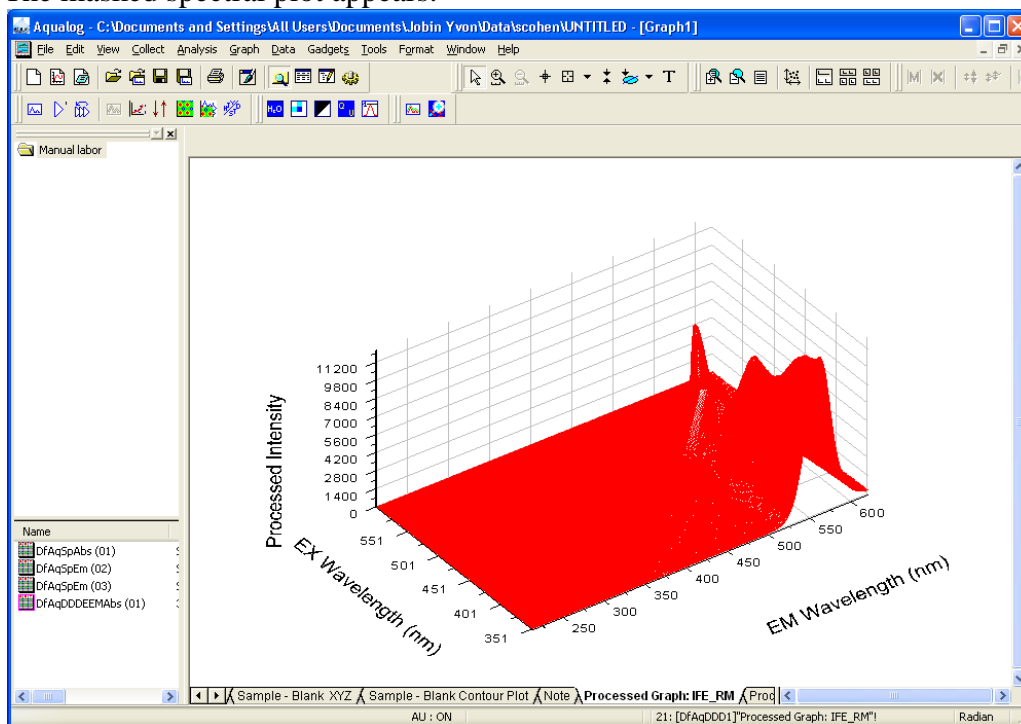 The masked spectral plot appears.
Aqualog - C:\Documents and Settings\All Users\Documents\Jobin Yvon\Data\scohen\UNTITLED - [Graph1]
File Edit View Collect Analysis Graph Data Gadgets Tools Format Window Help
Manual labor
Name
DfAqSpAbs (01)
DfAqSpEm (02)
DfAqSpEm (03)
DfAqDDDEEMAbs (01)
Processed Intensity
11200
9800
8400
7000
5600
4200
2800
1400
0
EX Wavelength (nm)
551
501
451
401
351
EM Wavelength (nm)
250
300
350
400
450
500
550
600
Sample - Blank XYZ Sample - Blank Contour Plot Note Processed Graph: IFE_RM Proc
AU : ON 21: [DfAqDDD1]"Processed Graph: IFE_RM"! Radian